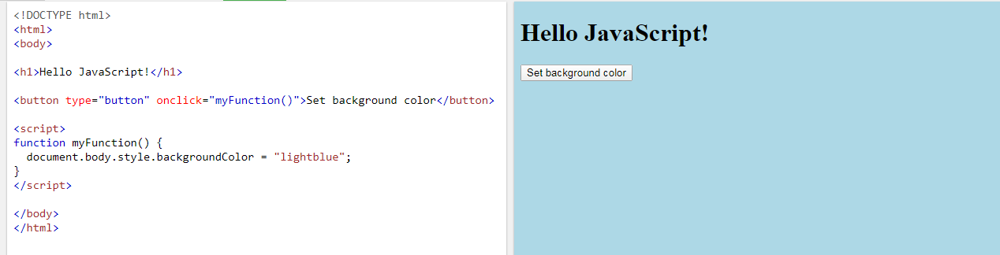 <!DOCTYPE html>
<html>
<body>
<h1>Hello JavaScript!</h1>
<button type="button" onclick="myFunction()">Set background color</button>
<script>
function myFunction() {
  document.body.style.backgroundColor = "lightblue";
}
</script>
</body>
</html>
Hello JavaScript!
Set background color